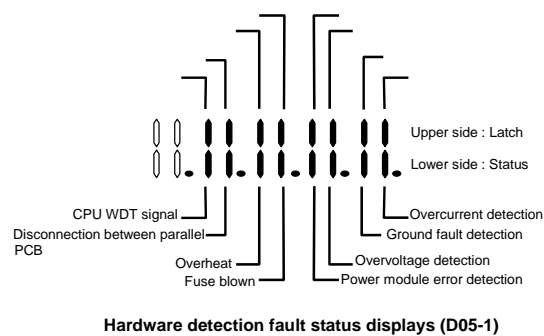 Upper side : Latch
Lower side : Status
CPU WDT signal
Overcurrent detection
Disconnection between parallel
PCB
Ground fault detection
Overheat
Overvoltage detection
Fuse blown
Power module error detection
Hardware detection fault status displays (D05-1)